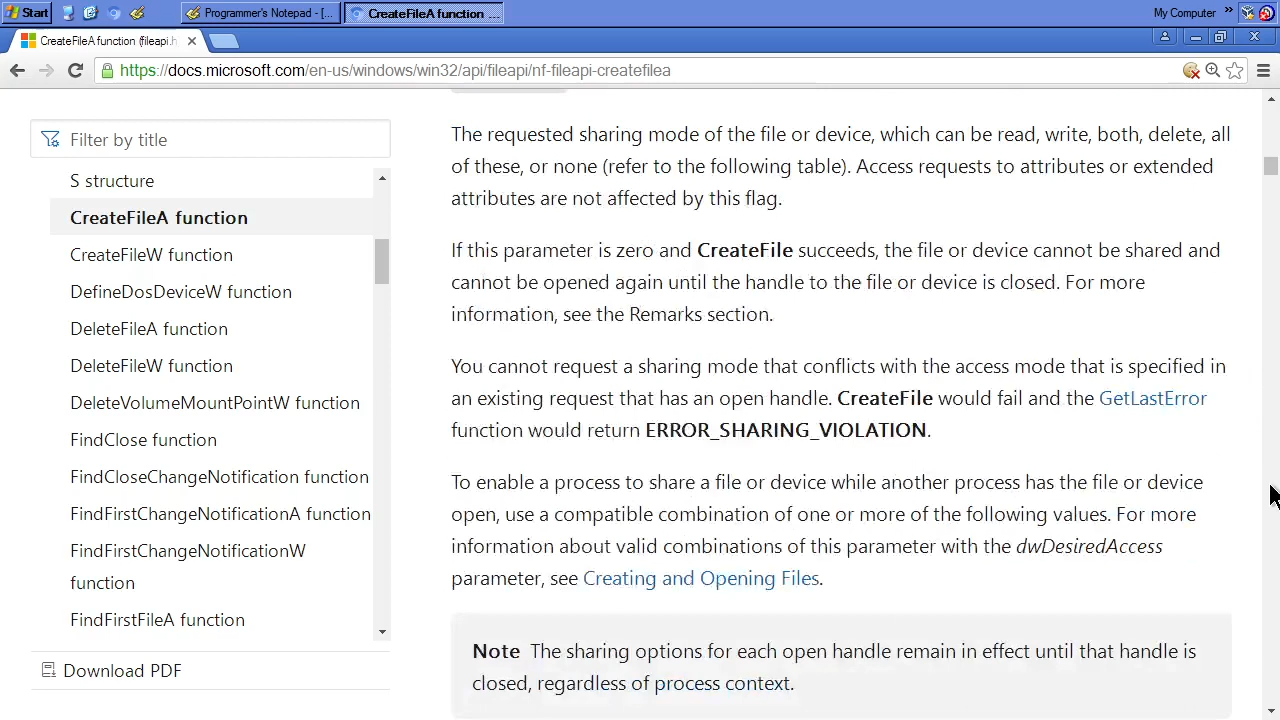 Start
Programmer's Notepad - [...
CreateFileA function ...
My Computer
»
CreateFileA function (fileapi.h
https://docs.microsoft.com/en-us/windows/win32/api/fileapi/nf-fileapi-createfilea
Filter by title
S structure
CreateFileA function
CreateFileW function
DefineDosDeviceW function
DeleteFileA function
DeleteFileW function
DeleteVolumeMountPointW function
FindClose function
FindCloseChangeNotification function
FindFirstChangeNotificationA function
FindFirstChangeNotificationW
function
FindFirstFileA function
Download PDF
The requested sharing mode of the file or device, which can be read, write, both, delete, all
of these, or none (refer to the following table). Access requests to attributes or extended
attributes are not affected by this flag.
If this parameter is zero and CreateFile succeeds, the file or device cannot be shared and
cannot be opened again until the handle to the file or device is closed. For more
information, see the Remarks section.
You cannot request a sharing mode that conflicts with the access mode that is specified in
an existing request that has an open handle. CreateFile would fail and the GetLastError
function would return ERROR_SHARING_VIOLATION.
To enable a process to share a file or device while another process has the file or device
open, use a compatible combination of one or more of the following values. For more
information about valid combinations of this parameter with the dwDesiredAccess
parameter, see Creating and Opening Files.
Note The sharing options for each open handle remain in effect until that handle is
closed, regardless of process context.